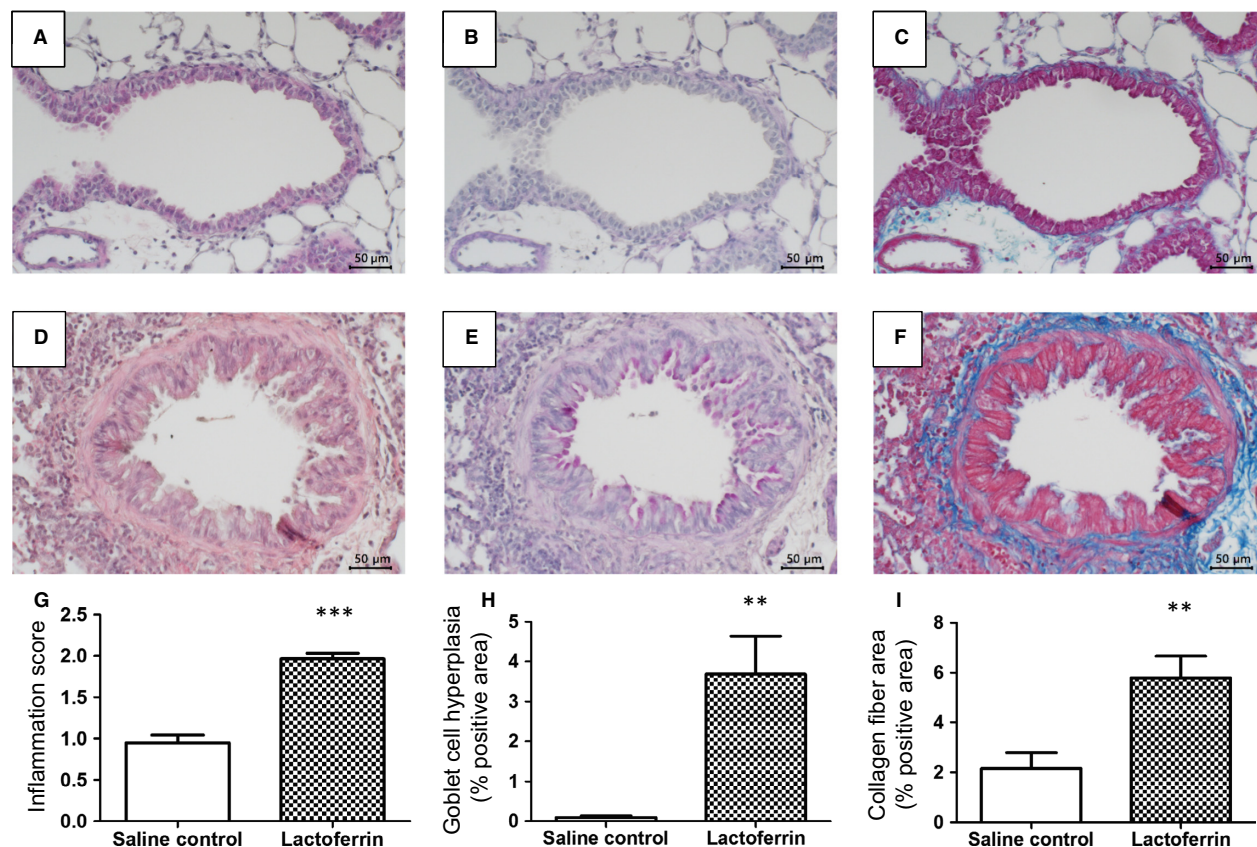 A
B
C
50 µm
50 µm
50 µm
D
E
F
50 µm
50 µm
50 µm
G
Inflammation score
2.5
2.0
1.5
1.0
0.5
0.0
***
Saline control
Lactoferrin
H
Goblet cell hyperplasia
(% positive area)
5
4
3
2
1
0
**
Saline control
Lactoferrin
I
Collagen fiber area
(% positive area)
8
6
4
2
0
**
Saline control
Lactoferrin